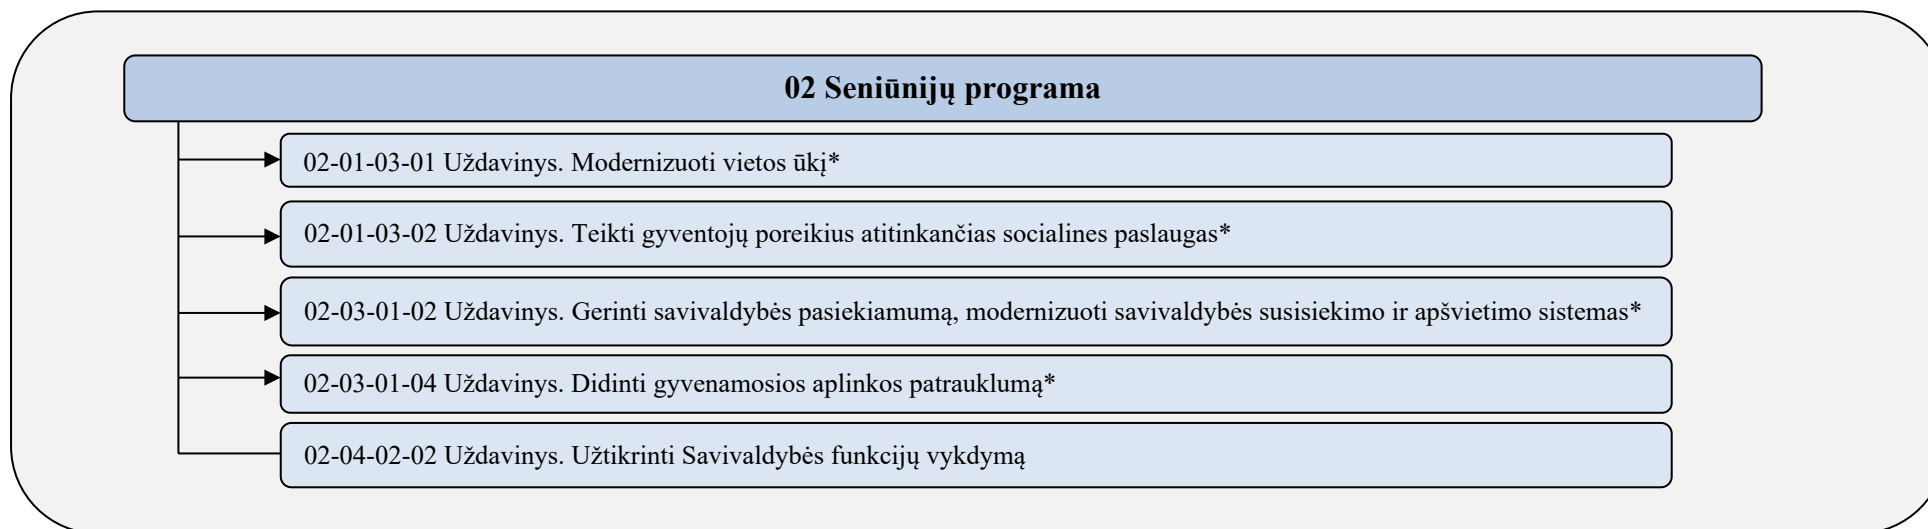 02 Seniūnijų programa
02-01-03-01 Uždavinys. Modernizuoti vietos ūkį*
02-01-03-02 Uždavinys. Teikti gyventojų poreikius atitinkančias socialines paslaugas*
02-03-01-02 Uždavinys. Gerinti savivaldybės pasiekiamumą, modernizuoti savivaldybės susisiekimo ir apšvietimo sistemas*
02-03-01-04 Uždavinys. Didinti gyvenamosios aplinkos patrauklumą*
02-04-02-02 Uždavinys. Užtikrinti Savivaldybės funkcijų vykdymą